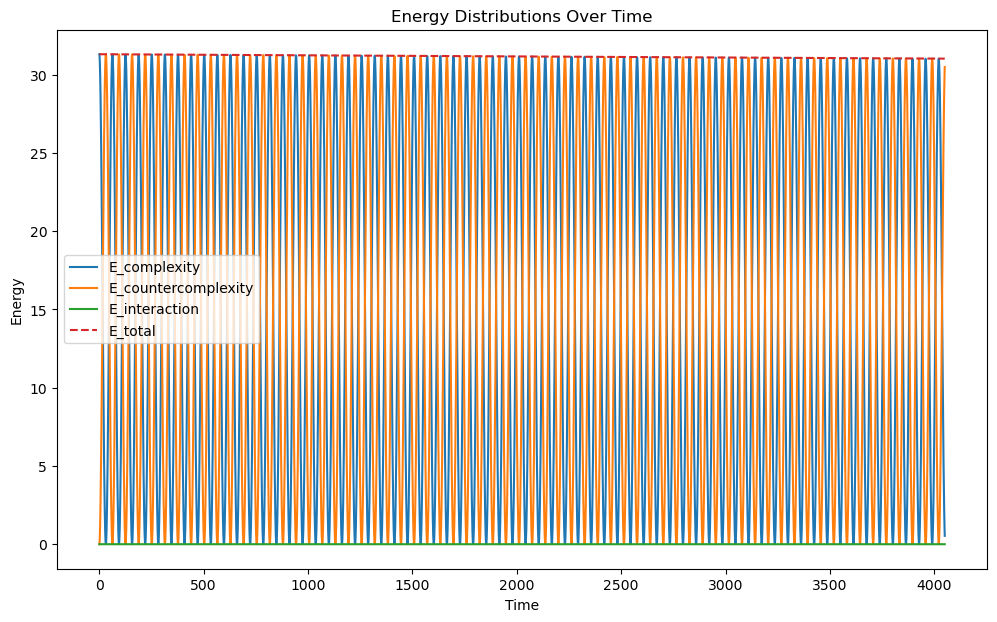 Energy Distributions Over Time
Energy
30
25
20
15
10
5
0
E_complexity
E_countercomplexity
E_interaction
E_total
0 500 1000 1500 2000 2500 3000 3500 4000
Time